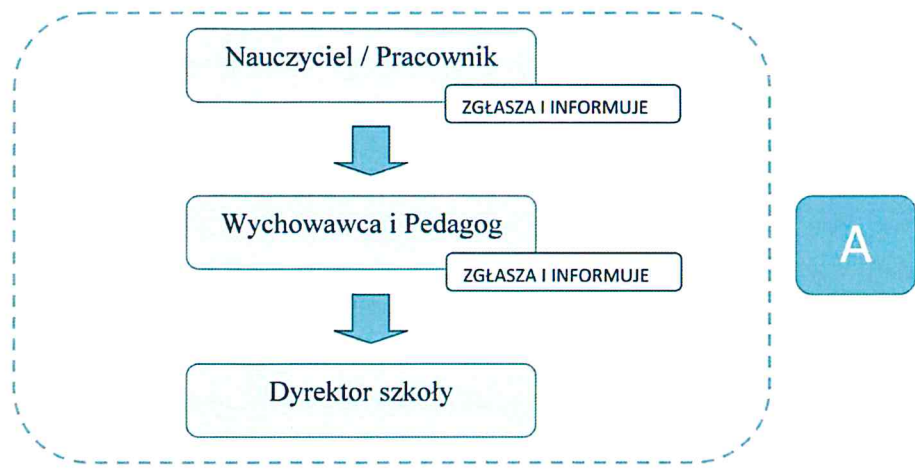 Nauczyciel / Pracownik
ZGŁASZA I INFORMUJE
Wychowawca i Pedagog
ZGŁASZA I INFORMUJE
A
Dyrektor szkoły